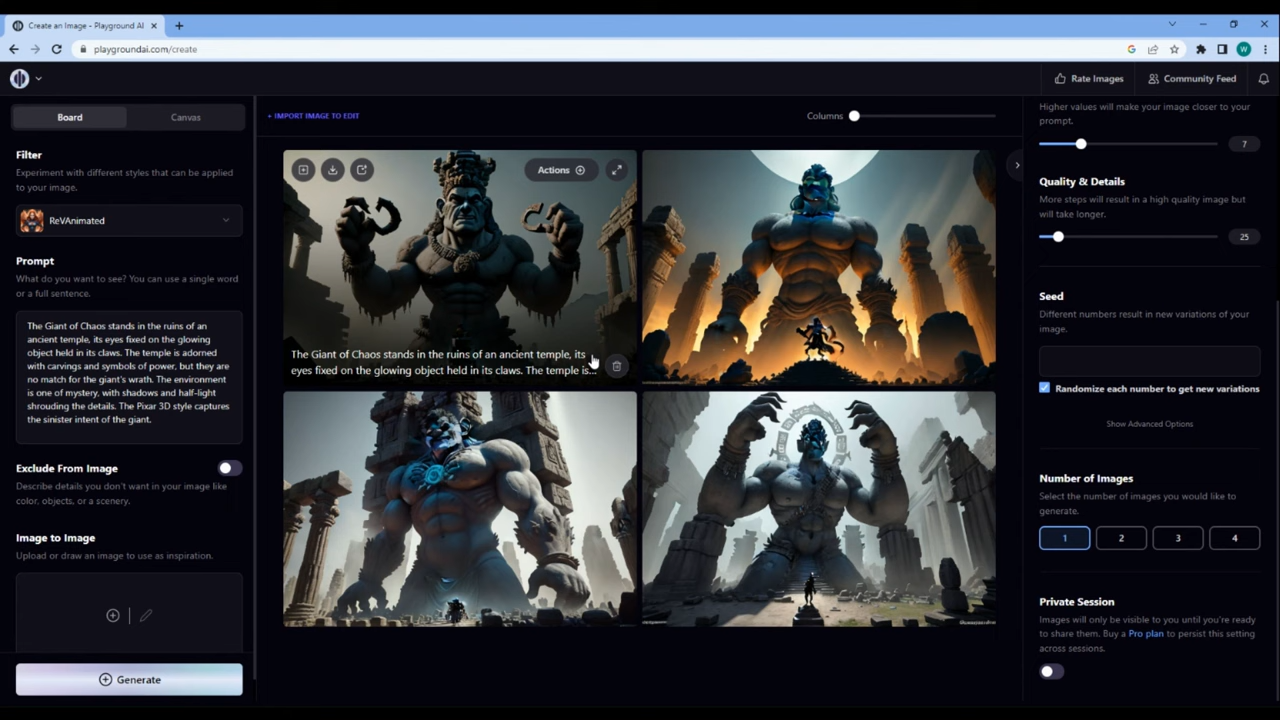 Create an Image - Playground AI
playgroundai.com/create
W
Rate Images
Community Feed
Board
Canvas
+ IMPORT IMAGE TO EDIT
Columns
Filter
Experiment with different styles that can be applied
to your image.
ReVAnimated
Prompt
What do you want to see? You can use a single word
or a full sentence.
The Giant of Chaos stands in the ruins of an
ancient temple, its eyes fixed on the glowing
object held in its claws. The temple is adorned
with carvings and symbols of power, but they are
no match for the giant's wrath. The environment
is one of mystery, with shadows and half-light
shrouding the details. The Pixar 3D style captures
the sinister intent of the giant.
Exclude From Image
Describe details you don't want in your image like
color, objects, or a scenery.
Image to Image
Upload or draw an image to use as inspiration.
Generate
Actions
The Giant of Chaos stands in the ruins of an ancient temple, its
eyes fixed on the glowing object held in its claws. The temple is...
Higher values will make your image closer to your
prompt.
7
Quality & Details
More steps will result in a high quality image but
will take longer.
25
Seed
Different numbers result in new variations of your
image.
Randomize each number to get new variations
Show Advanced Options
Number of Images
Select the number of images you would like to
generate.
1
2
3
4
Private Session
Images will only be visible to you until you're ready
to share them. Buy a Pro plan to persist this setting
across sessions.